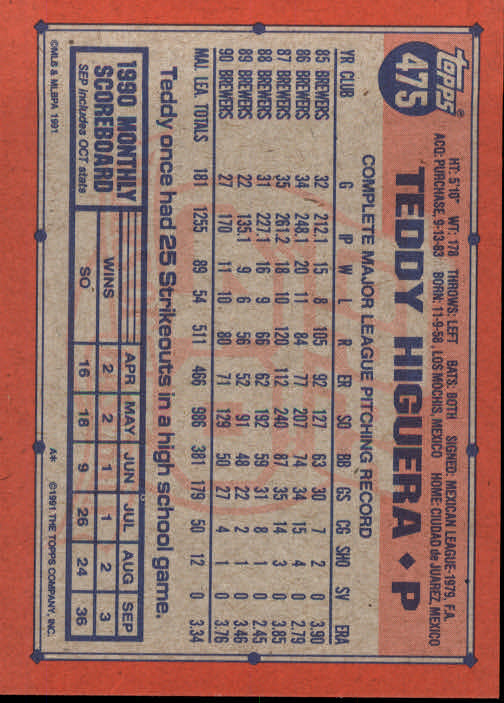 topps®
475
TEDDY HIGUERA ◆ P
HT: 5'10" WT: 178 THROWS: LEFT BATS: BOTH SIGNED: MEXICAN LEAGUE-1979, F.A.
ACQ: PURCHASE, 9-13-83 BORN: 11-9-58, LOS MOCHIS, MEXICO HOME: CIUDAD de JUAREZ, MEXICO
COMPLETE MAJOR LEAGUE PITCHING RECORD
YR CLUB G IP W L R ER SO BB GS CG SHO SV ERA
85 BREWERS 32 212.1 15 8 105 92 127 63 30 7 2 0 3.90
86 BREWERS 34 248.1 20 11 84 77 207 74 34 15 4 0 2.79
87 BREWERS 35 261.2 18 10 120 112 240 87 35 14 3 0 3.85
88 BREWERS 31 227.1 16 9 66 62 192 59 31 8 1 0 2.45
89 BREWERS 22 135.1 9 6 56 52 91 48 22 2 1 0 3.46
90 BREWERS 27 170 11 10 80 71 129 50 27 4 1 0 3.76
MAJ. LEA. TOTALS 181 1255 89 54 511 466 986 381 179 50 12 0 3.34
Teddy once had 25 Strikeouts in a high school game.
1990 MONTHLY
SCOREBOARD
SEP includes OCT stats
APR MAY JUN JUL AUG SEP
WINS 2 2 1 1 2 3
SO 16 18 9 26 24 36
©MLB & MLBPA 1991
A* ©1991 THE TOPPS COMPANY, INC.